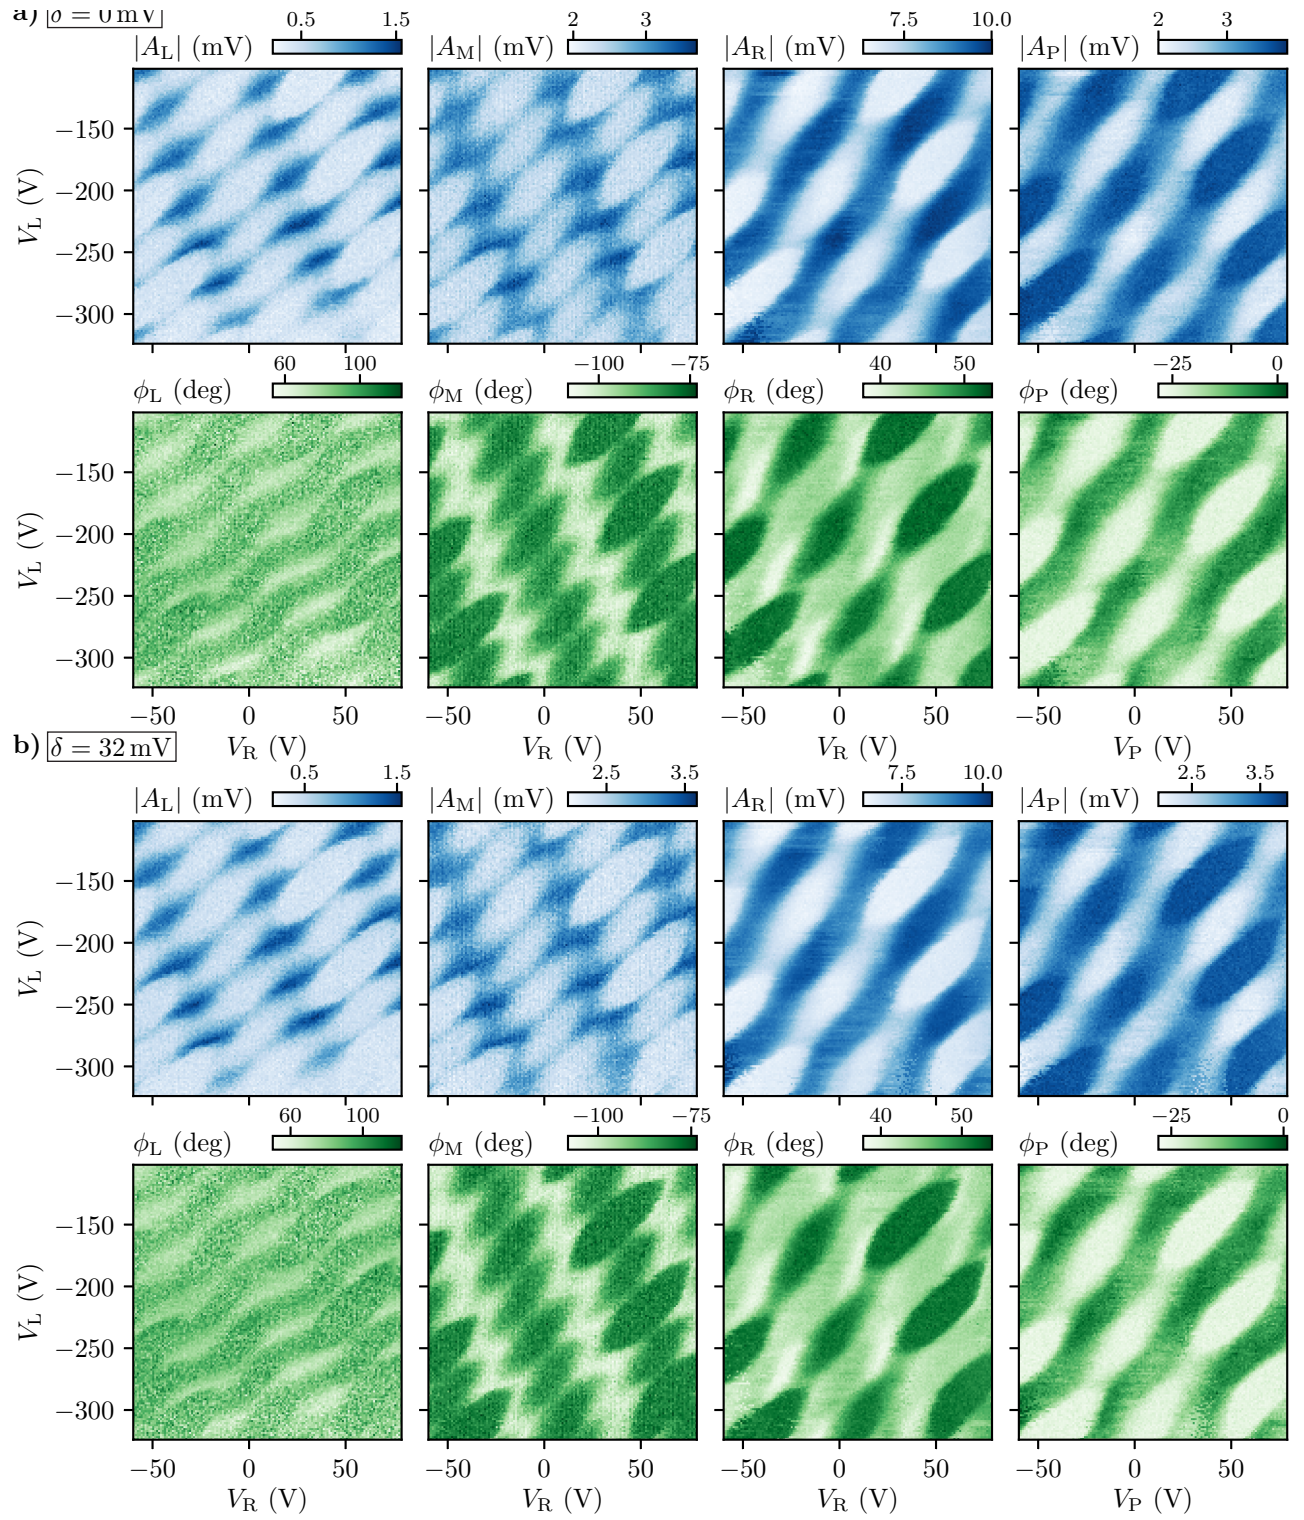 a) δ = 0 mV
0.5 1.5 2 3 7.5 10.0 2 3
|A_L| (mV) |A_M| (mV) |A_R| (mV) |A_P| (mV)
−150
−200
−250
−300
V_L (V)
60 100 −100 −75 40 50 −25 0
ϕ_L (deg) ϕ_M (deg) ϕ_R (deg) ϕ_P (deg)
−150
−200
−250
−300
V_L (V)
−50 0 50 −50 0 50 −50 0 50 −50 0 50
V_R (V) V_R (V) V_R (V) V_P (V)
b) δ = 32 mV
0.5 1.5 2.5 3.5 7.5 10.0 2.5 3.5
|A_L| (mV) |A_M| (mV) |A_R| (mV) |A_P| (mV)
−150
−200
−250
−300
V_L (V)
60 100 −100 −75 40 50 −25 0
ϕ_L (deg) ϕ_M (deg) ϕ_R (deg) ϕ_P (deg)
−150
−200
−250
−300
V_L (V)
−50 0 50 −50 0 50 −50 0 50 −50 0 50
V_R (V) V_R (V) V_R (V) V_P (V)